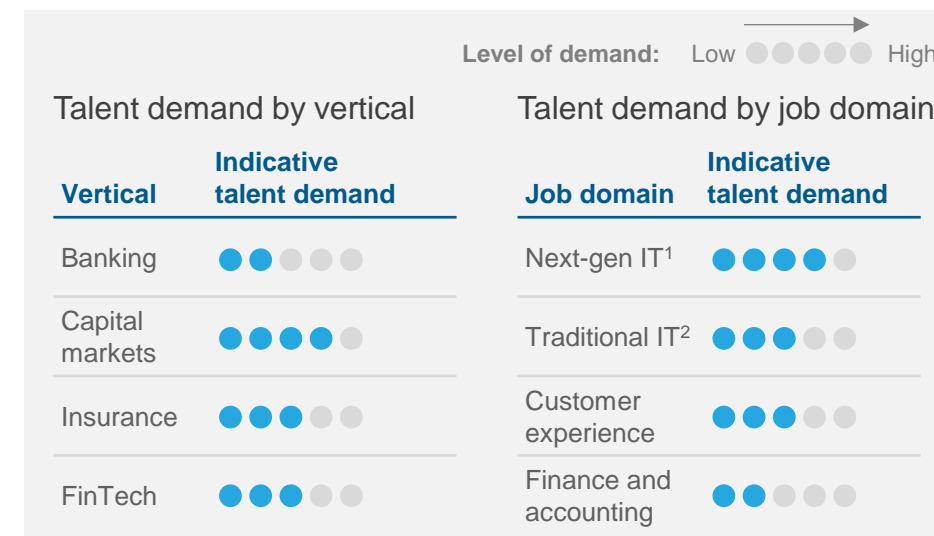 Level of demand: Low High
Talent demand by vertical
Vertical Indicative talent demand
Banking
Capital markets
Insurance
FinTech
Talent demand by job domain
Job domain Indicative talent demand
Next-gen IT¹
Traditional IT²
Customer experience
Finance and accounting